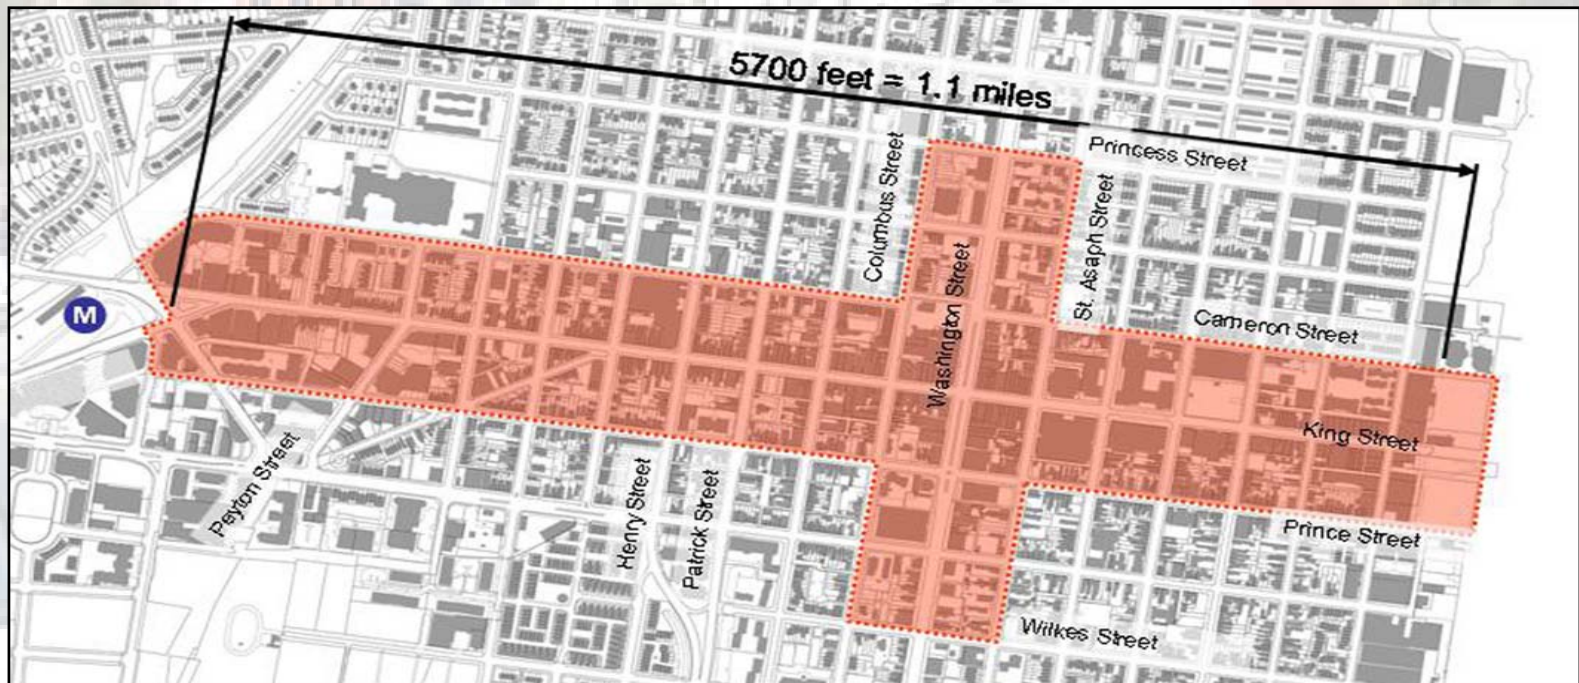 5700 feet = 1.1 miles
Princess Street
Columbus Street
St. Asaph Street
Washington Street
Cameron Street
M
King Street
Peyton Street
Henry Street
Patrick Street
Prince Street
Wilkes Street